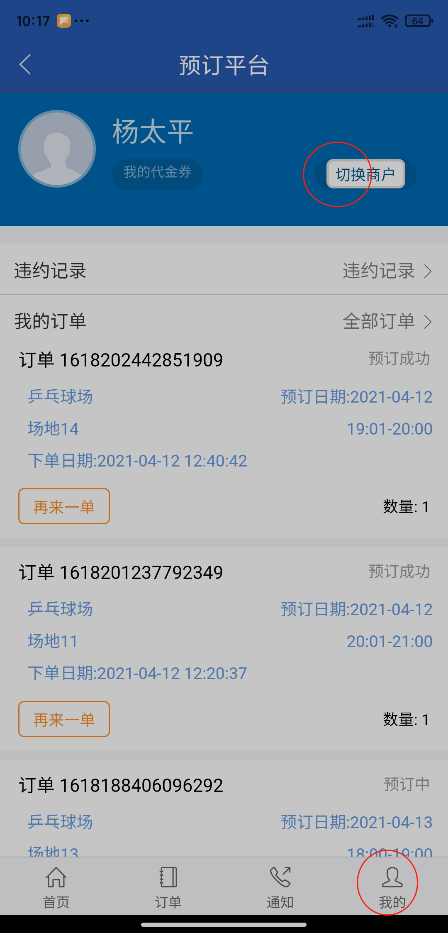 10:17 64
预订平台
杨太平
我的代金券
切换商户
违约记录 违约记录
我的订单 全部订单
订单 1618202442851909 预订成功
乒乓球场 预订日期:2021-04-12
场地14 19:01-20:00
下单日期:2021-04-12 12:40:42
再来一单 数量: 1
订单 1618201237792349 预订成功
乒乓球场 预订日期:2021-04-12
场地11 20:01-21:00
下单日期:2021-04-12 12:20:37
再来一单 数量: 1
订单 1618188406096292 预订中
乒乓球场 预订日期:2021-04-13
场地13 18:00-19:00
首页 订单 通知 我的